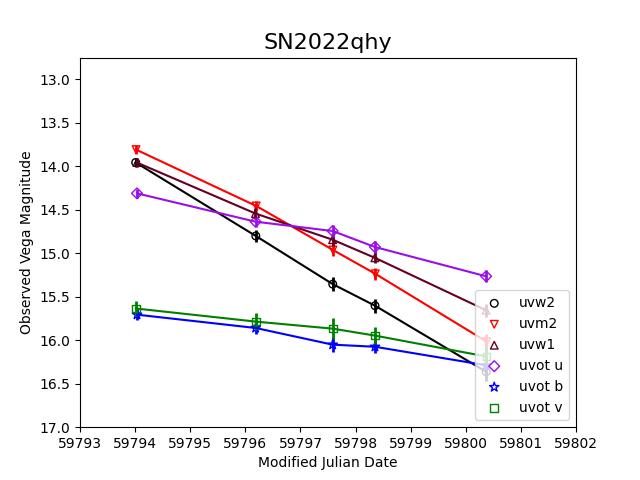 SN2022qhy
Observed Vega Magnitude
13.0
13.5
14.0
14.5
15.0
15.5
16.0
16.5
17.0
uvw2
uvm2
uvw1
uvot u
uvot b
uvot v
59793 59794 59795 59796 59797 59798 59799 59800 59801 59802
Modified Julian Date